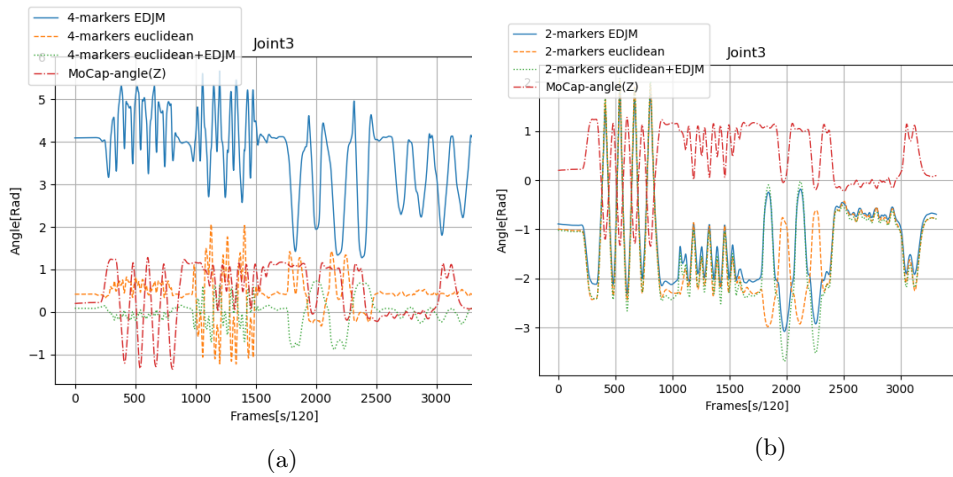 4-markers EDJM
4-markers euclidean
4-markers euclidean+EDJM
MoCap-angle(Z)
Joint3
6
5
4
3
2
1
0
−1
Angle[Rad]
0
500
1000
1500
2000
2500
3000
Frames[s/120]
(a)
2-markers EDJM
2-markers euclidean
2-markers euclidean+EDJM
MoCap-angle(Z)
Joint3
2
1
0
−1
−2
−3
Angle[Rad]
0
500
1000
1500
2000
2500
3000
Frames[s/120]
(b)